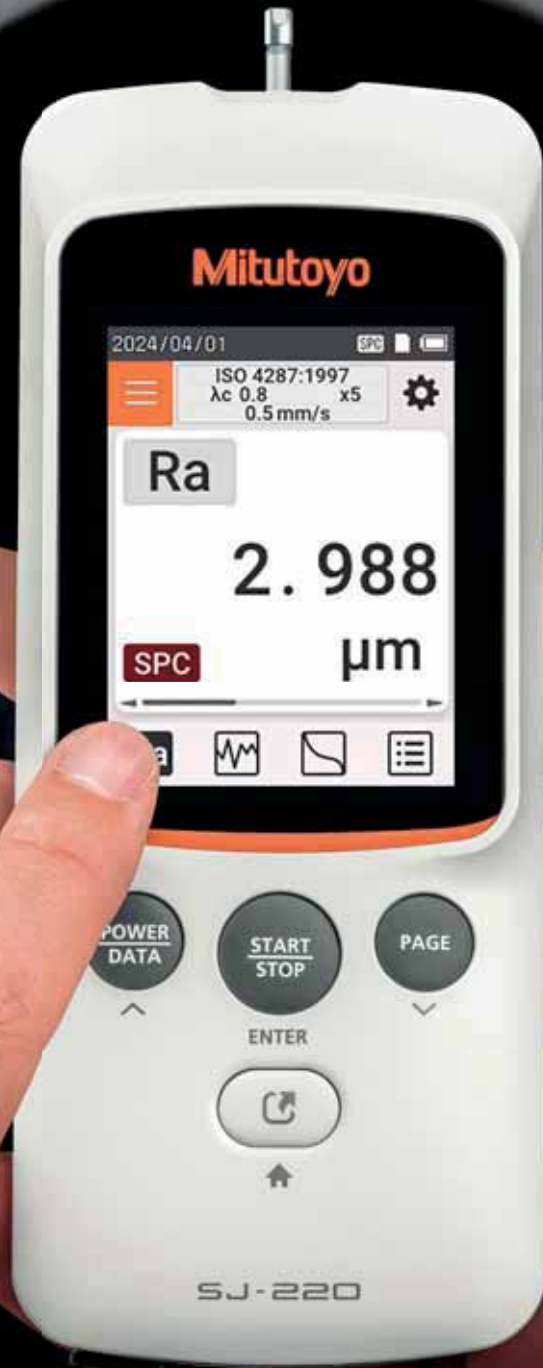 Mitutoyo
2024/04/01 SPC
ISO 4287:1997
λc 0.8 x5
0.5 mm/s
Ra
2.988
SPC µm
POWER
DATA
START
STOP
PAGE
ENTER
SJ-220